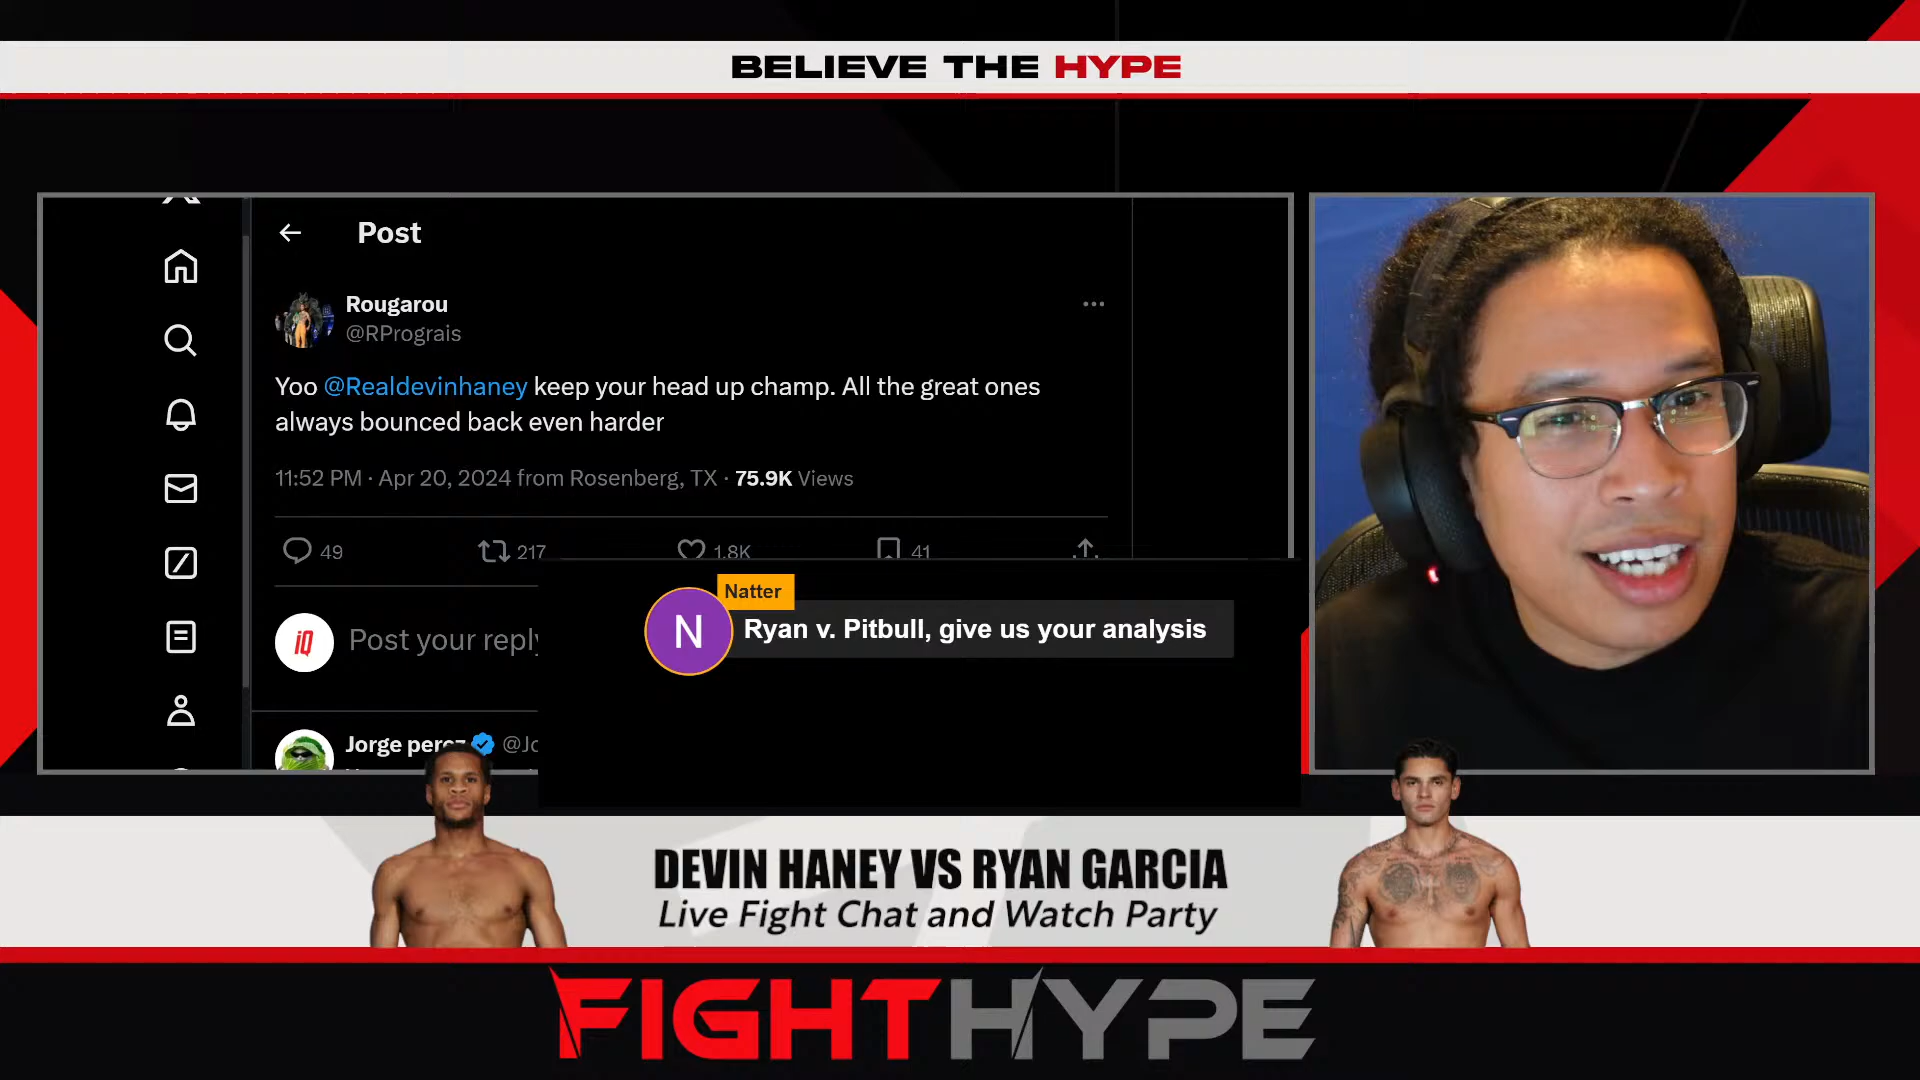 BELIEVE THE HYPE
Post
Rougarou
@RPrograis
Yoo @Realdevinhaney keep your head up champ. All the great ones
always bounced back even harder
11:52 PM · Apr 20, 2024 from Rosenberg, TX · 75.9K Views
49 217 1.8K 41
iQ
Post your reply
Jorge perez
Natter
N
Ryan v. Pitbull, give us your analysis
DEVIN HANEY VS RYAN GARCIA
Live Fight Chat and Watch Party
FIGHTHYPE